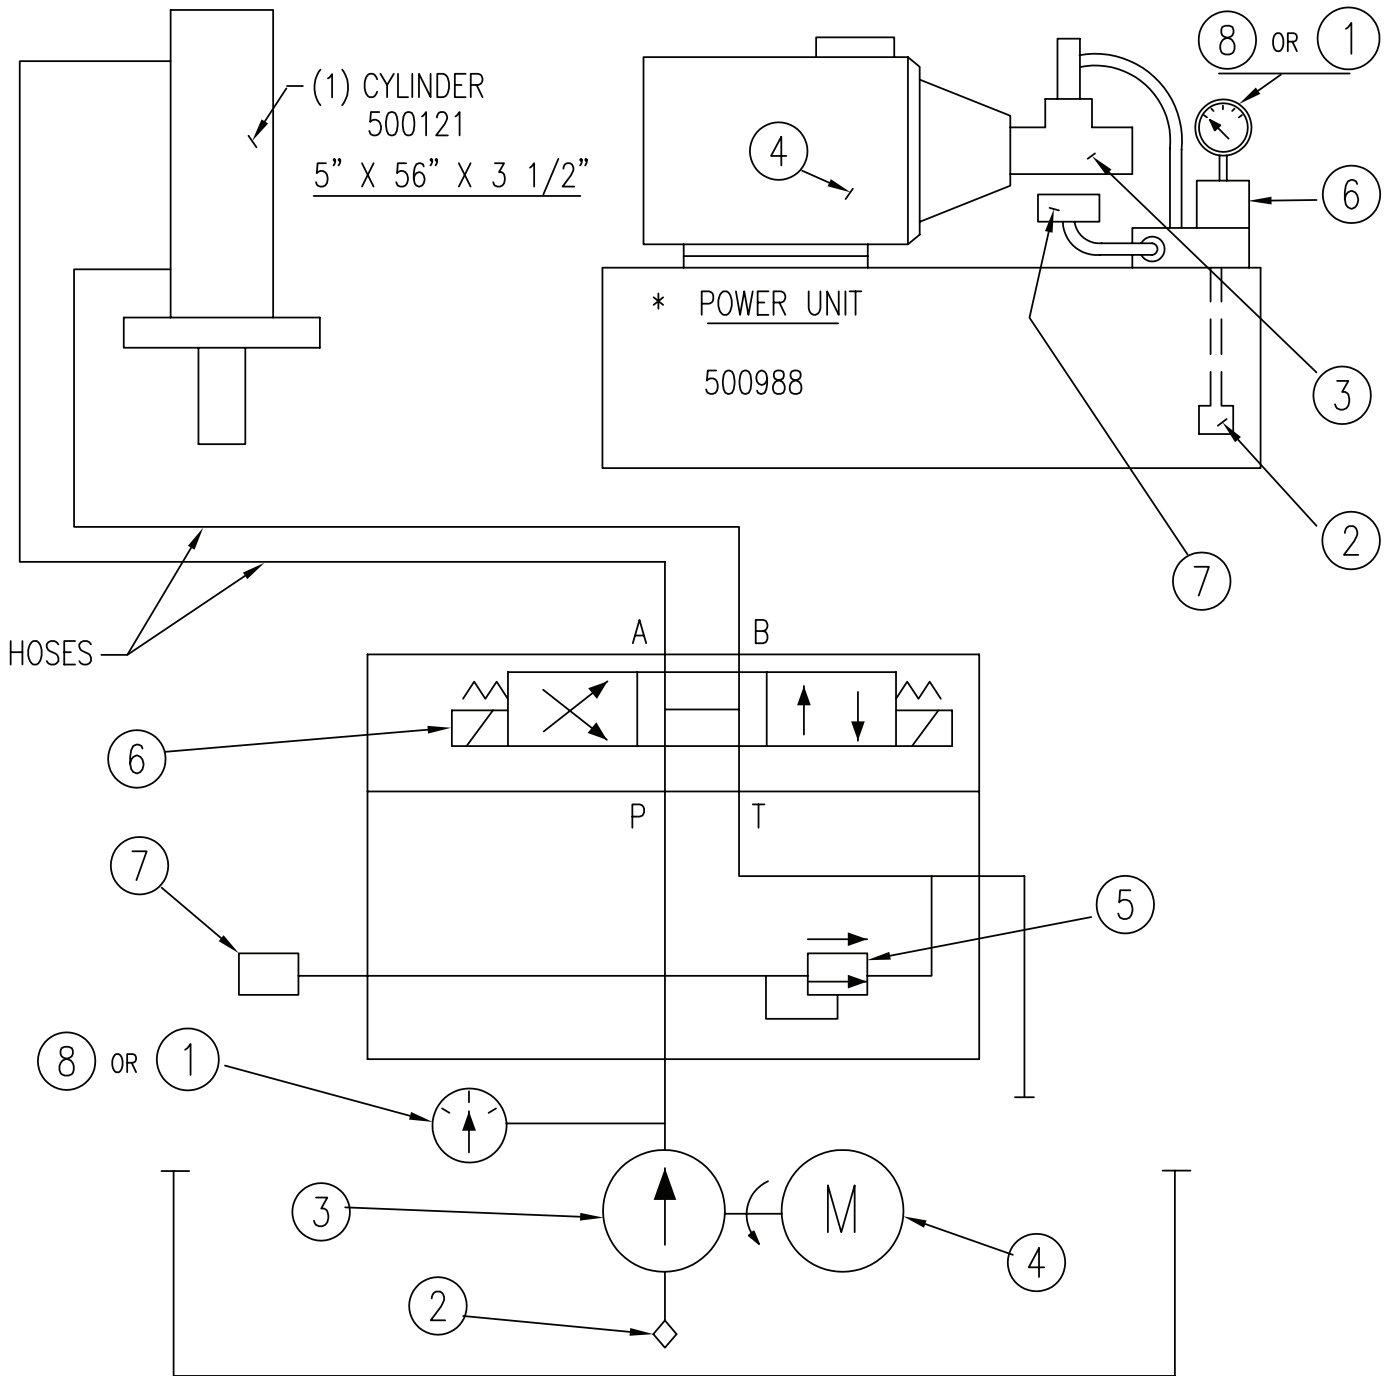 (1) CYLINDER
500121
5” X 56” X 3 1/2”
8 OR 1
4
6
* POWER UNIT
500988
3
2
7
HOSES
A B
6
P T
7
5
8 OR 1
3
M
4
2